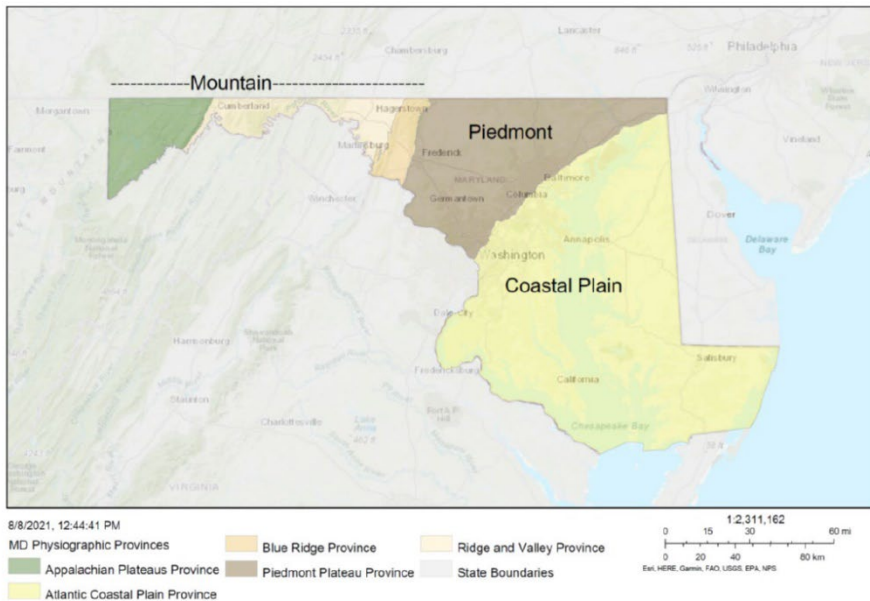 2333 ft
Lancaster
Chambersburg
Philadelphia
--------------Mountain--------------------------
Wilmington
Morgantown
Cumberland
Hagerstown
Piedmont
Vineland
Fairmont
Martinsburg
Frederick
MARYLAND
Baltimore
Winchester
Germantown
Columbia
Dover
Annapolis
Delaware
Bay
Washington
Coastal Plain
Dale City
Harrisonburg
Salisbury
Fredericksburg
California
Staunton
Charlottesville
Chesapeake Bay
VIRGINIA
8/8/2021, 12:44:41 PM
1:2,311,162
MD Physiographic Provinces
0 15 30 60 mi
0 20 40 80 km
Blue Ridge Province
Ridge and Valley Province
Appalachian Plateaus Province
Piedmont Plateau Province
State Boundaries
Esri, HERE, Garmin, FAO, USGS, EPA, NPS
Atlantic Coastal Plain Province